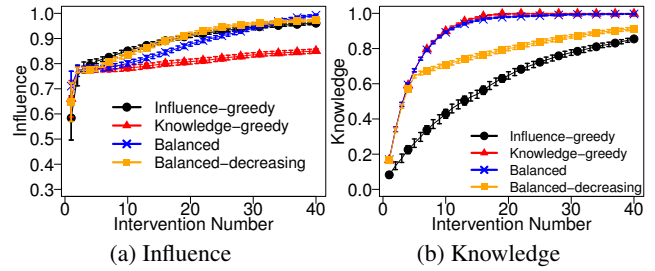 1.0
0.9
0.8
0.7
0.6
0.5
0.4
0.3
Influence
Influence-greedy
Knowledge-greedy
Balanced
Balanced-decreasing
0 10 20 30 40
Intervention Number
(a) Influence
1.0
0.8
0.6
0.4
0.2
0.0
Knowledge
Influence-greedy
Knowledge-greedy
Balanced
Balanced-decreasing
0 10 20 30 40
Intervention Number
(b) Knowledge